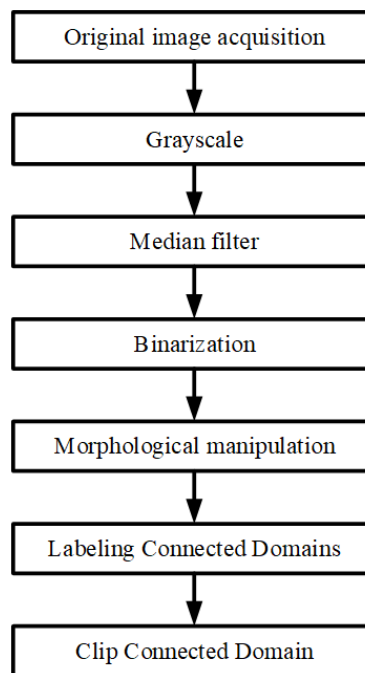 Original image acquisition
Grayscale
Median filter
Binarization
Morphological manipulation
Labeling Connected Domains
Clip Connected Domain